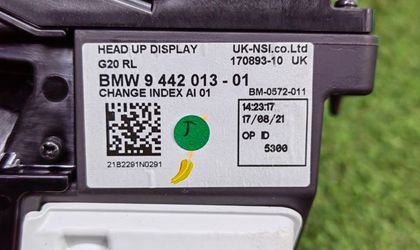 HEAD UP DISPLAY
G20 RL
UK-NSI.co.Ltd
170893-10 UK
BMW 9 442 013 - 01
CHANGE INDEX AI 01
BM-0572-011
14:23:17
17/08/21
OP ID
5300
21B2291N0291